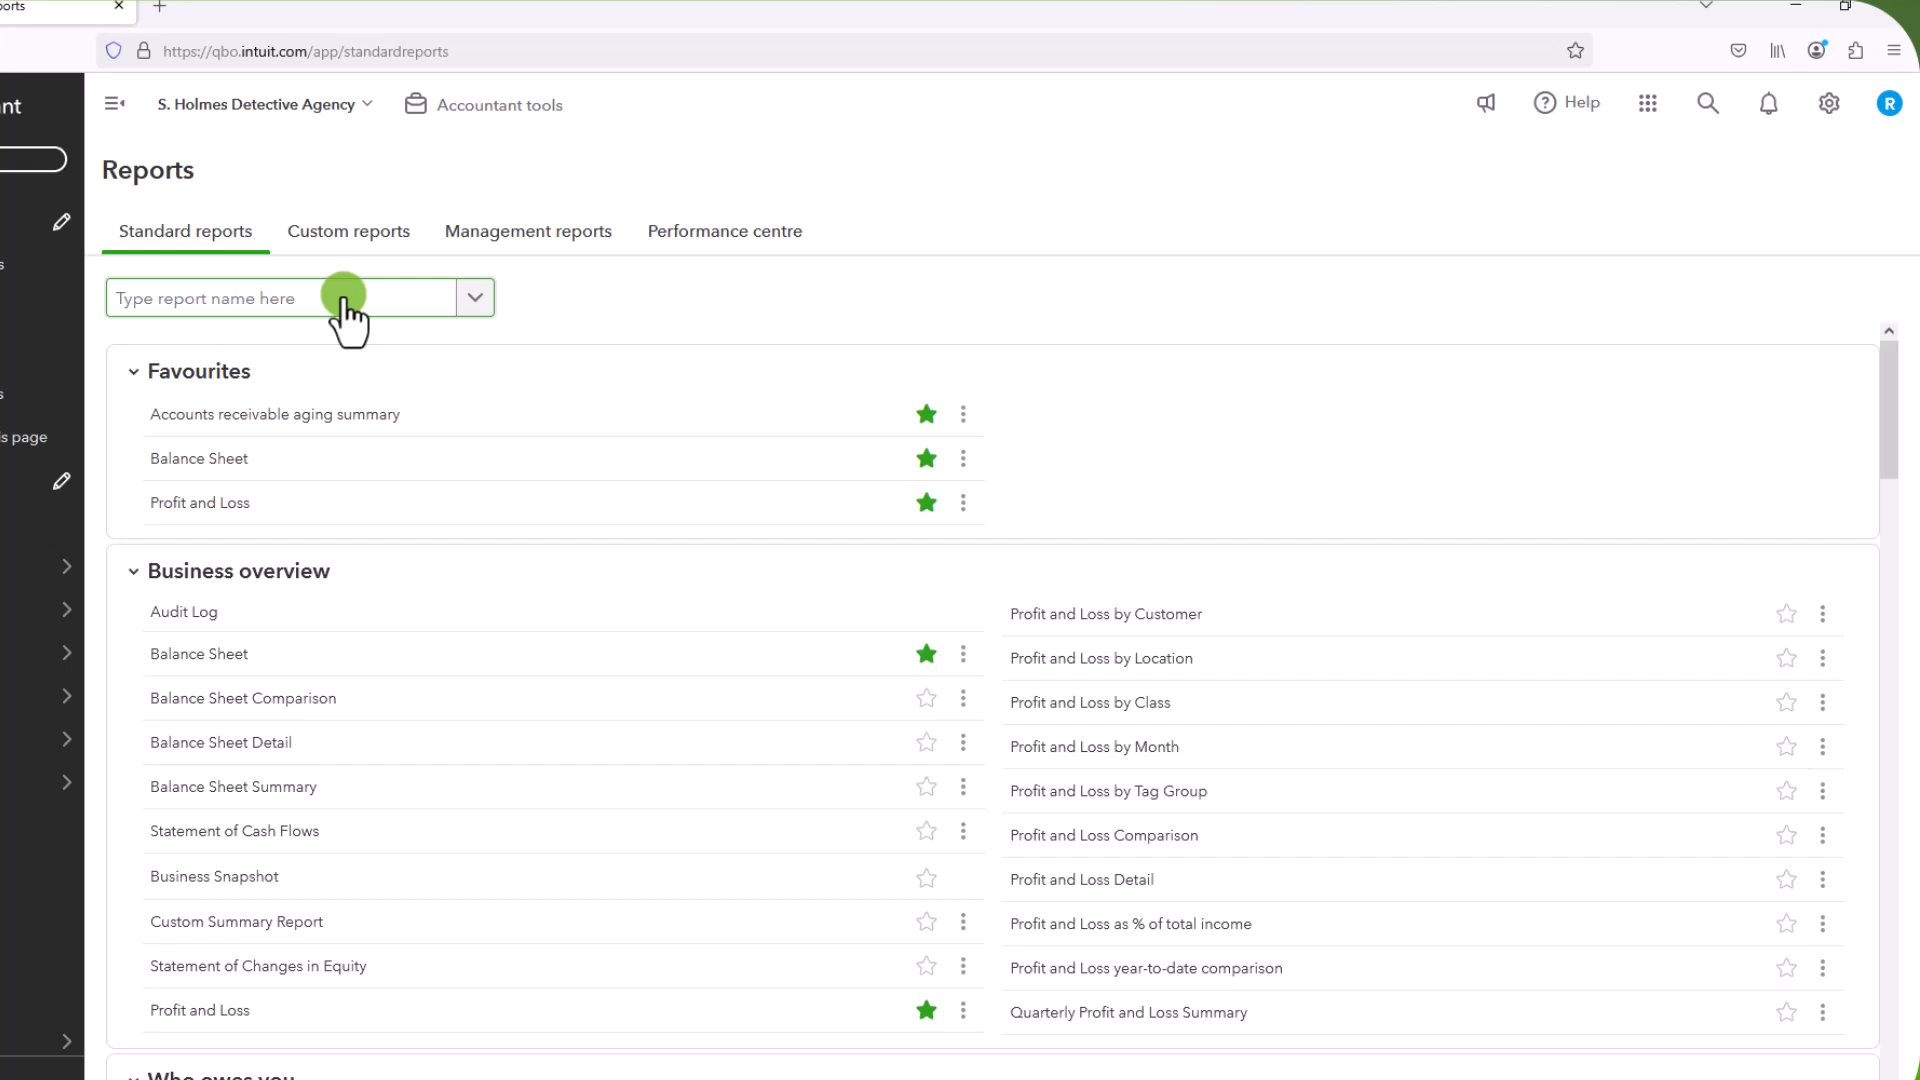 https://qbo.intuit.com/app/standardreports
S. Holmes Detective Agency
Accountant tools
Help
R
Reports
Standard reports
Custom reports
Management reports
Performance centre
Type report name here
Favourites
Accounts receivable aging summary
Balance Sheet
Profit and Loss
Business overview
Audit Log
Balance Sheet
Balance Sheet Comparison
Balance Sheet Detail
Balance Sheet Summary
Statement of Cash Flows
Business Snapshot
Custom Summary Report
Statement of Changes in Equity
Profit and Loss
Profit and Loss by Customer
Profit and Loss by Location
Profit and Loss by Class
Profit and Loss by Month
Profit and Loss by Tag Group
Profit and Loss Comparison
Profit and Loss Detail
Profit and Loss as % of total income
Profit and Loss year-to-date comparison
Quarterly Profit and Loss Summary
Who owes you
page